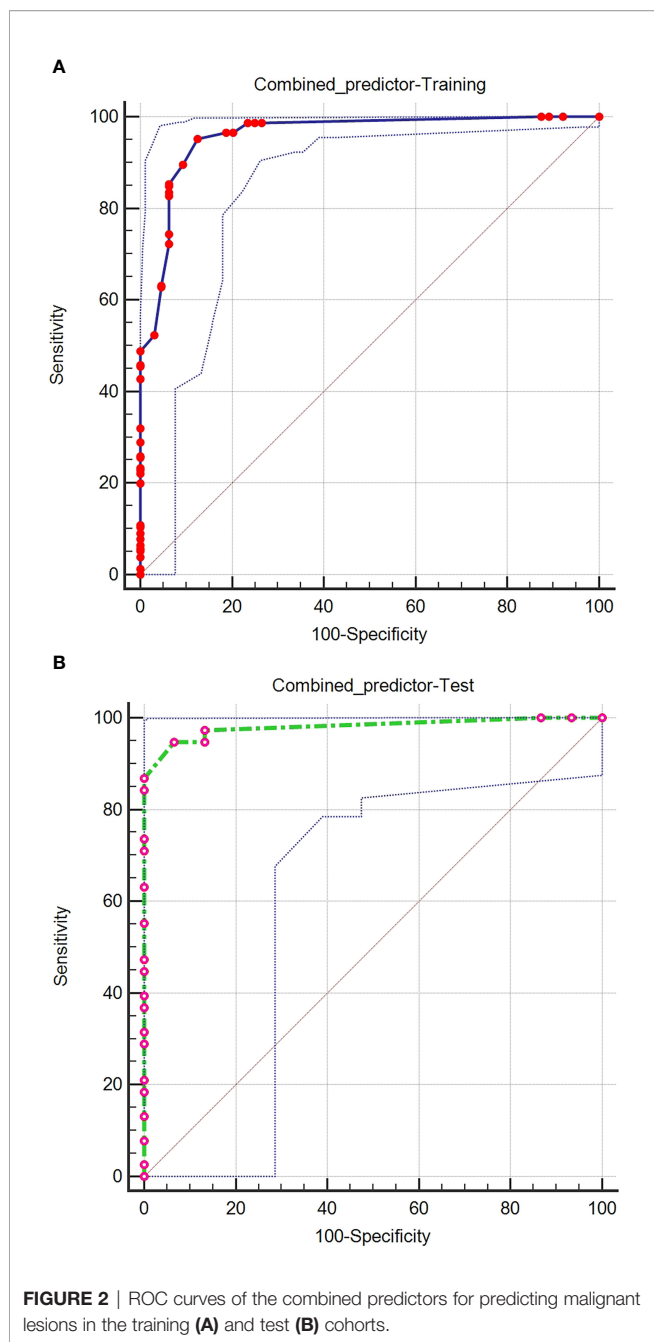 A
Combined_predictor-Training
100
80
60
40
20
0
Sensitivity
0 20 40 60 80 100
100-Specificity
B
Combined_predictor-Test
100
80
60
40
20
0
Sensitivity
0 20 40 60 80 100
100-Specificity
FIGURE 2 | ROC curves of the combined predictors for predicting malignant
lesions in the training (A) and test (B) cohorts.